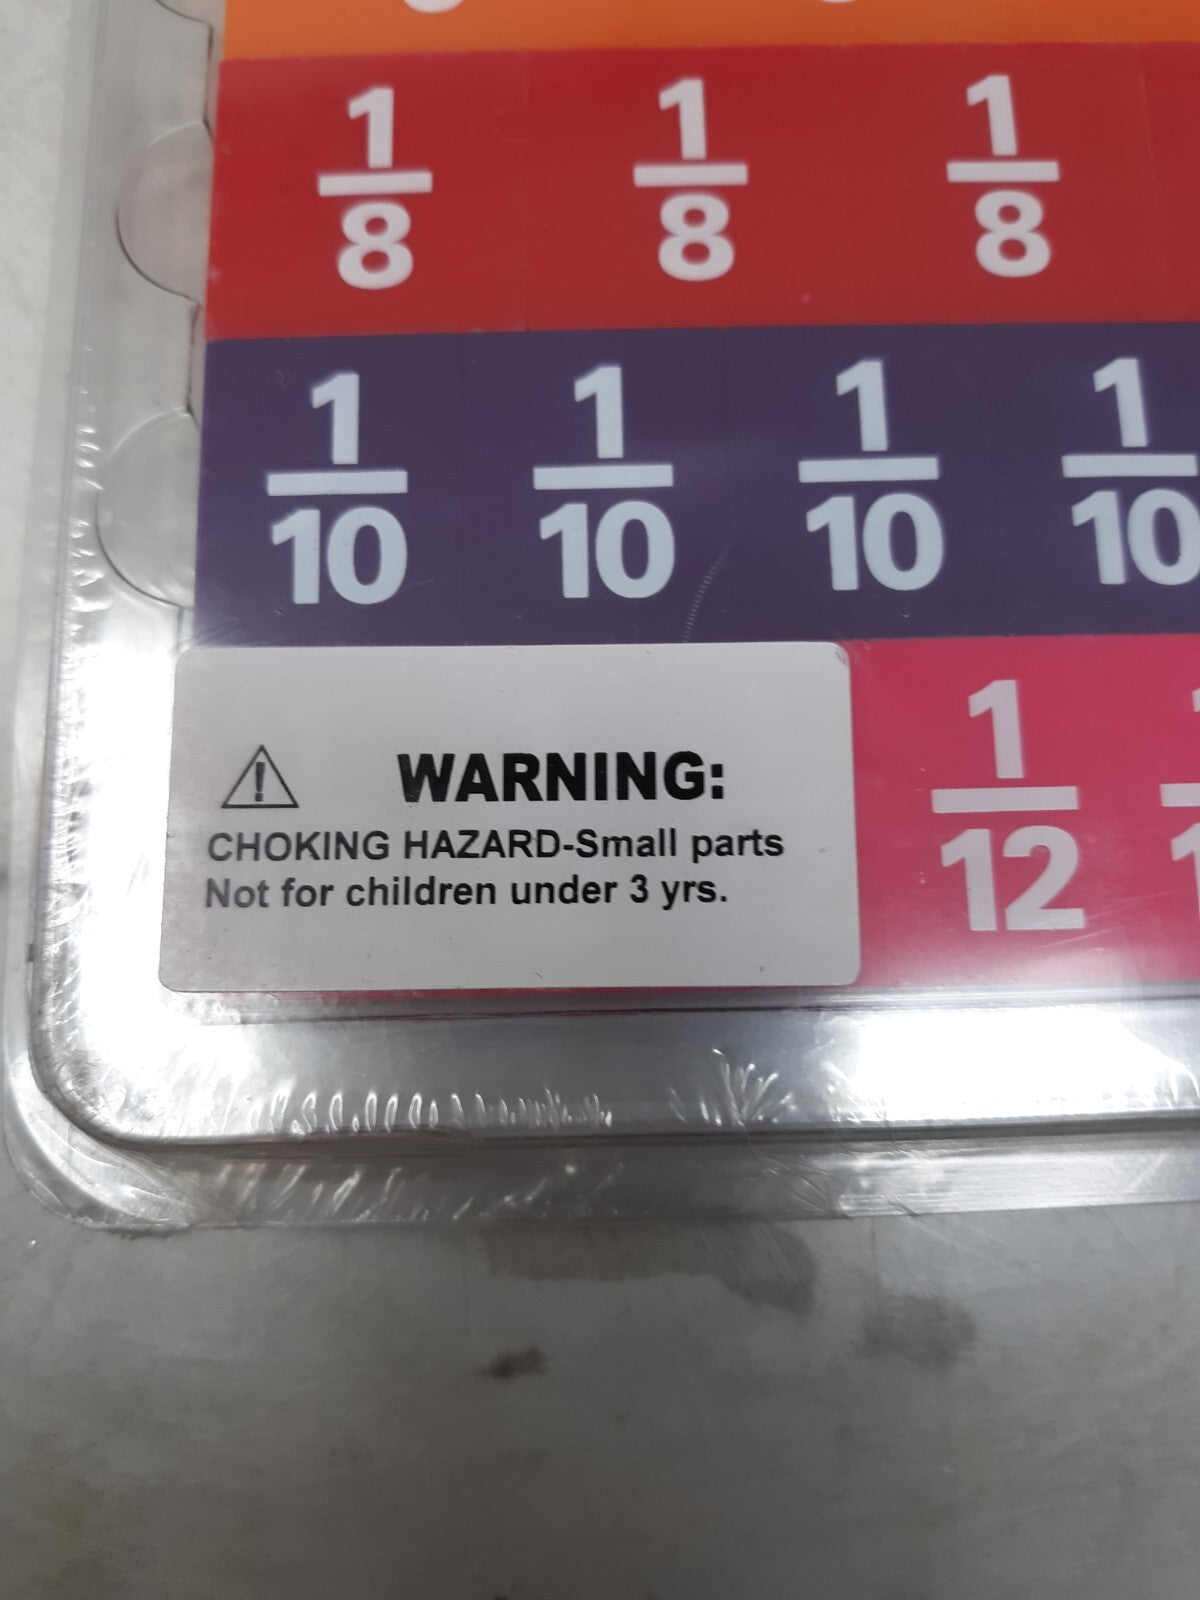 1/8 1/8 1/8
1/10 1/10 1/10 1/10
WARNING:
CHOKING HAZARD-Small parts
Not for children under 3 yrs.
1/12